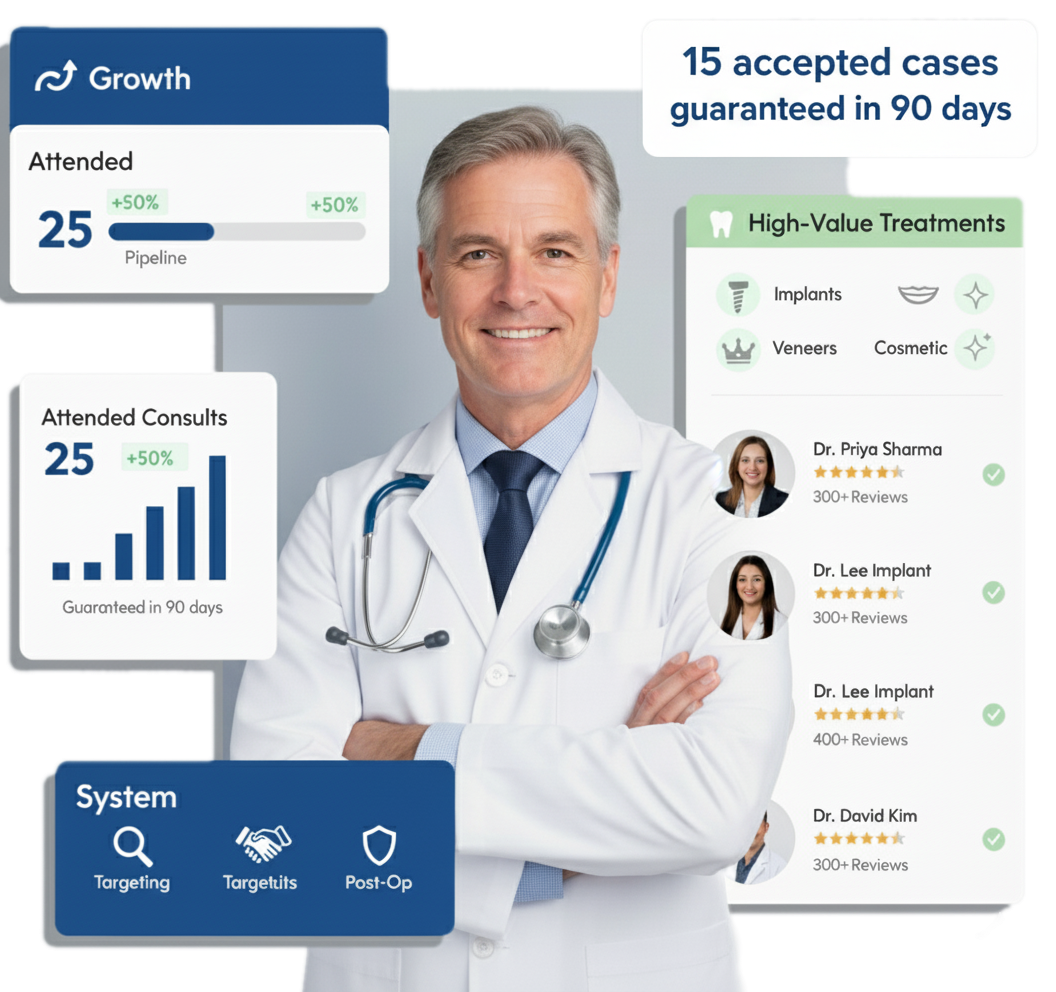 Growth
Attended
+50%
+50%
25
Pipeline
15 accepted cases
guaranteed in 90 days
High-Value Treatments
Implants
Veneers
Cosmetic
Attended Consults
25
+50%
Guaranteed in 90 days
Dr. Priya Sharma
300+ Reviews
Dr. Lee Implant
300+ Reviews
Dr. Lee Implant
400+ Reviews
Dr. David Kim
300+ Reviews
System
Targeting
Post-Op